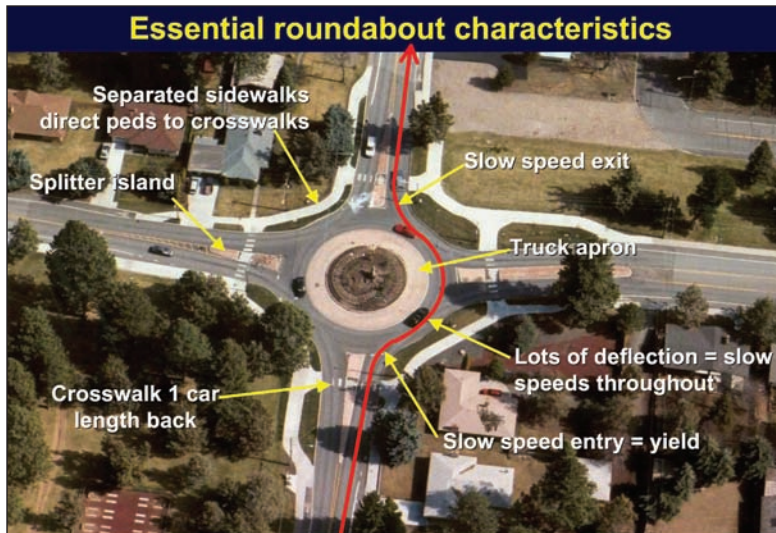 Essential roundabout characteristics
Separated sidewalks
direct peds to crosswalks
Slow speed exit
Splitter island
Truck apron
Lots of deflection = slow
speeds throughout
Crosswalk 1 car
length back
Slow speed entry = yield